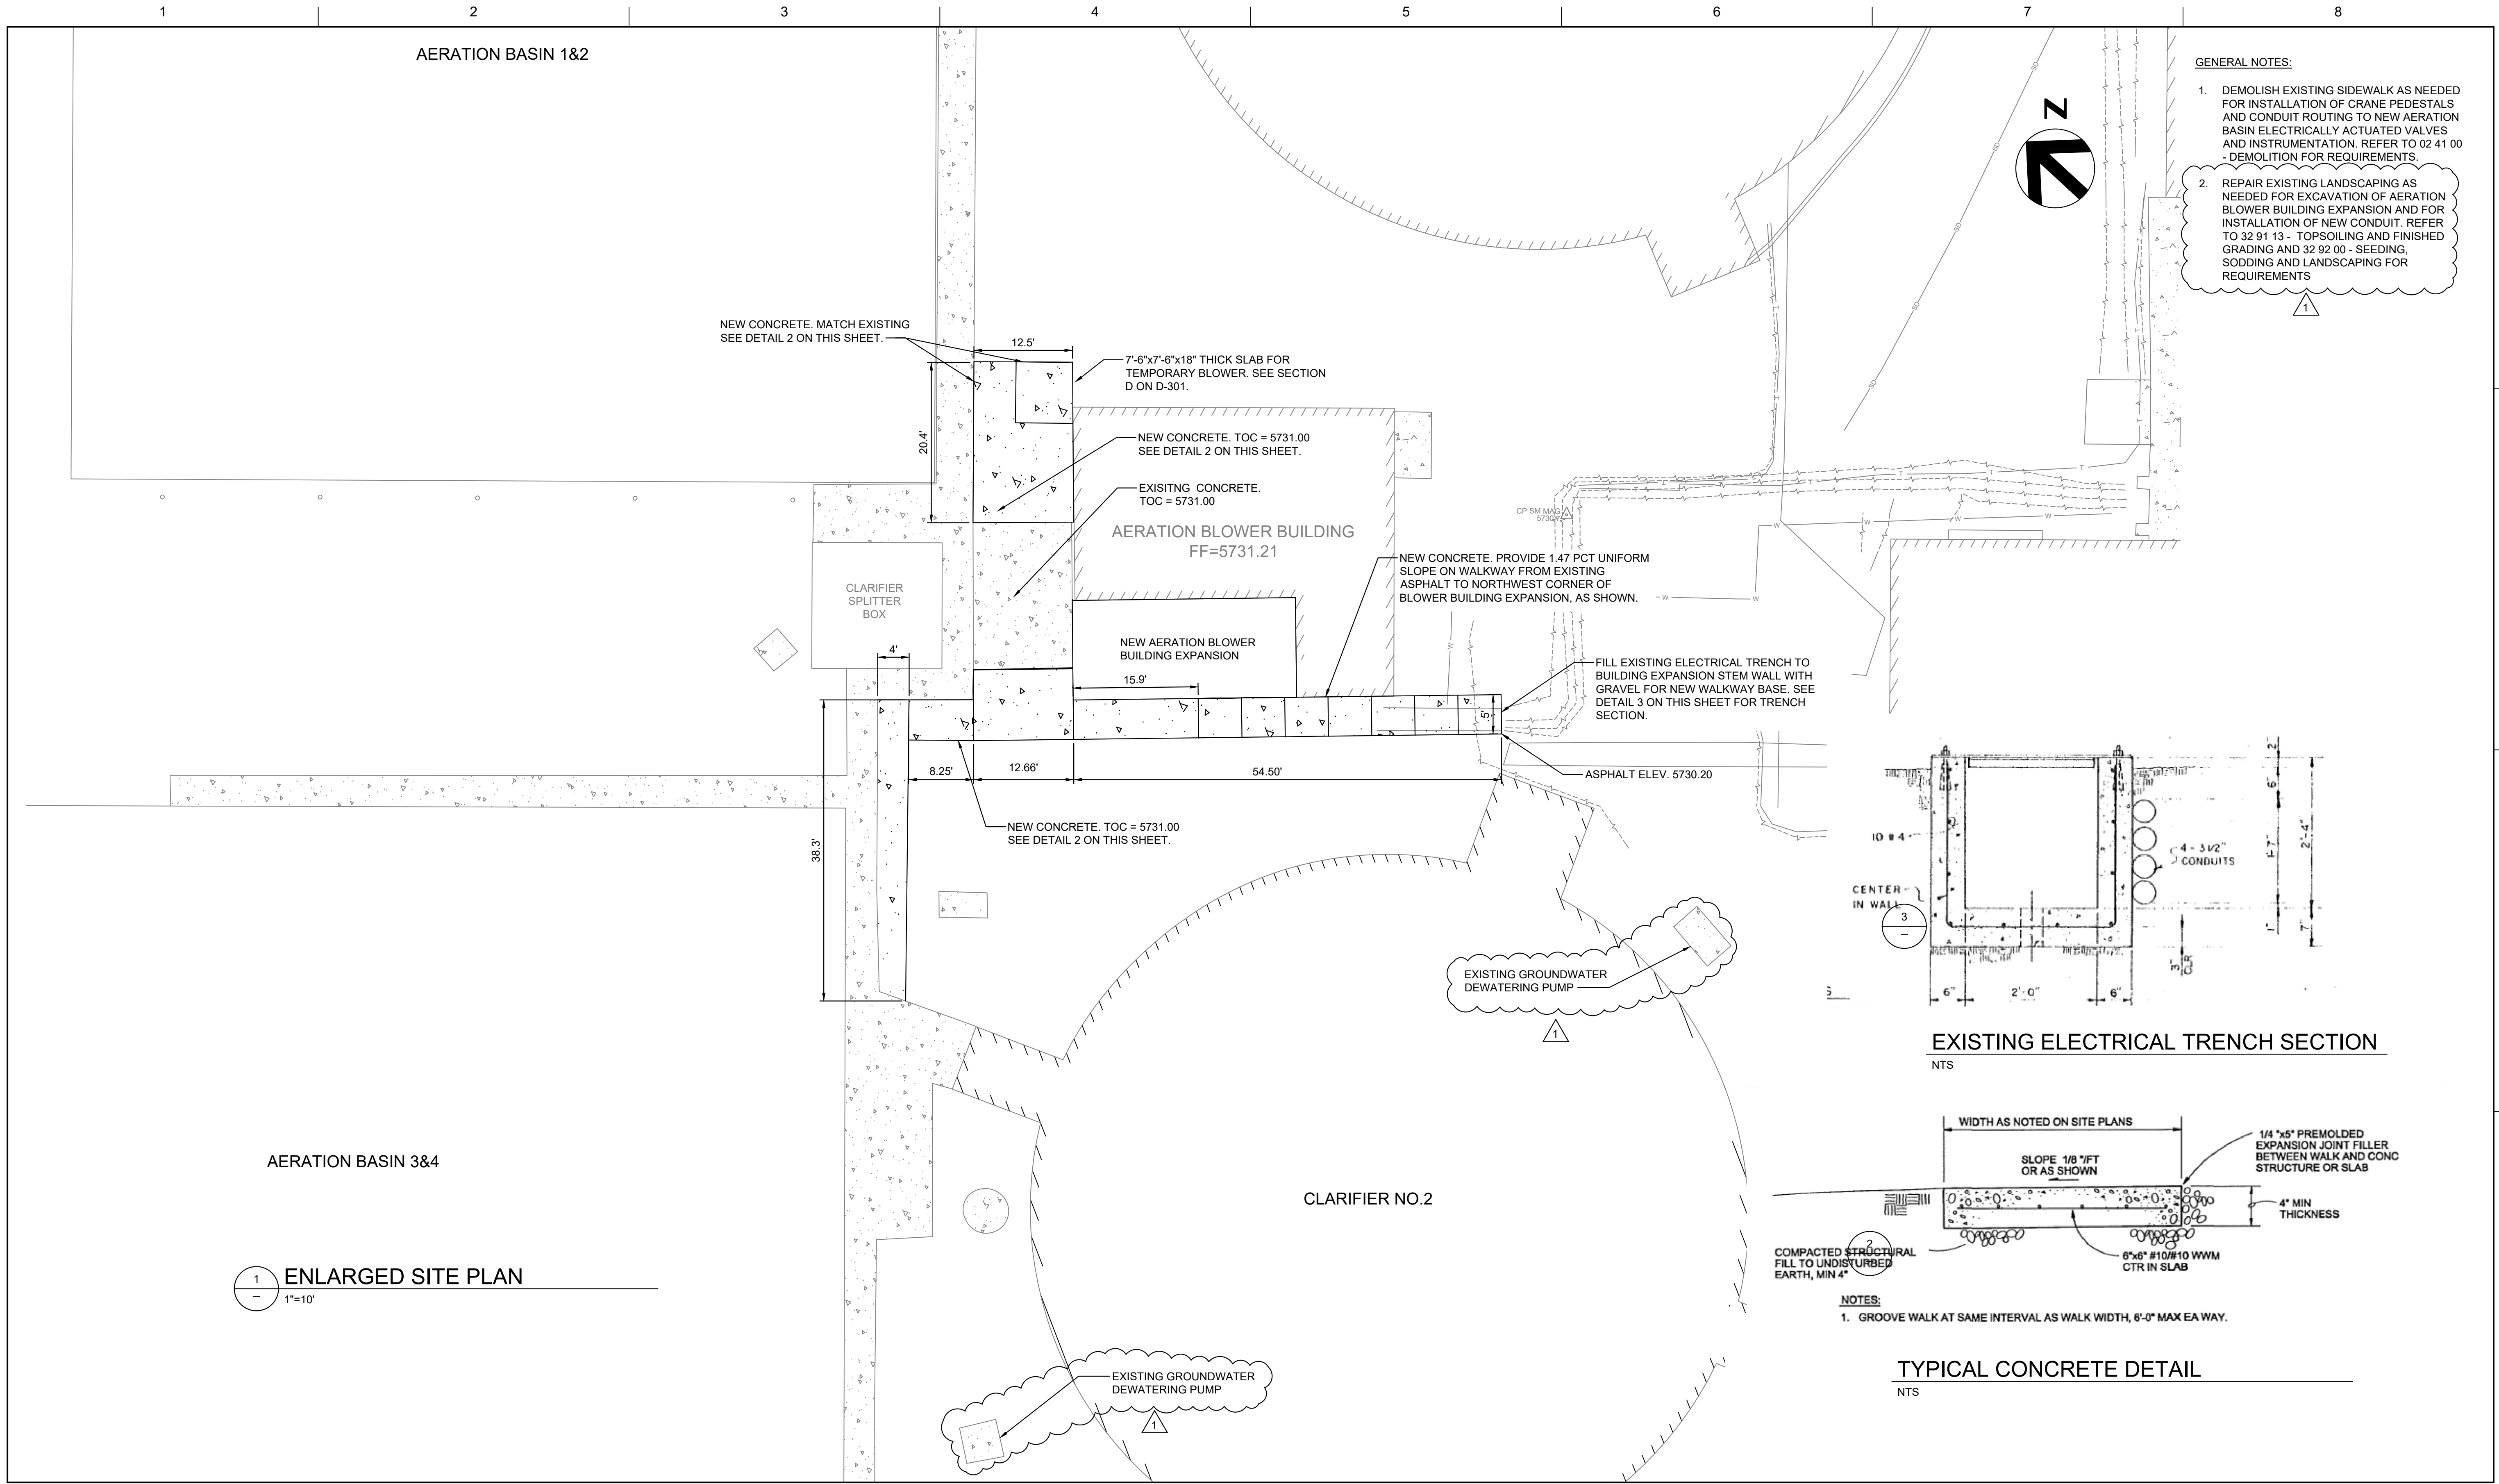 1 2 3 4 5 6 7 8
AERATION BASIN 1&2
GENERAL NOTES:
1. DEMOLISH EXISTING SIDEWALK AS NEEDED
FOR INSTALLATION OF CRANE PEDESTALS
AND CONDUIT ROUTING TO NEW AERATION
BASIN ELECTRICALLY ACTUATED VALVES
AND INSTRUMENTATION. REFER TO 02 41 00
- DEMOLITION FOR REQUIREMENTS.
2. REPAIR EXISTING LANDSCAPING AS
NEEDED FOR EXCAVATION OF AERATION
BLOWER BUILDING EXPANSION AND FOR
INSTALLATION OF NEW CONDUIT. REFER
TO 32 91 13 - TOPSOILING AND FINISHED
GRADING AND 32 92 00 - SEEDING,
SODDING AND LANDSCAPING FOR
REQUIREMENTS
1
N
SD
SD
SD
SD
SD
NEW CONCRETE. MATCH EXISTING
SEE DETAIL 2 ON THIS SHEET.
12.5'
20.4'
7'-6"x7'-6"x18" THICK SLAB FOR
TEMPORARY BLOWER. SEE SECTION
D ON D-301.
NEW CONCRETE. TOC = 5731.00
SEE DETAIL 2 ON THIS SHEET.
EXISITNG CONCRETE.
TOC = 5731.00
AERATION BLOWER BUILDING
FF=5731.21
CP SM MAG
NEW CONCRETE. PROVIDE 1.47 PCT UNIFORM
SLOPE ON WALKWAY FROM EXISTING
ASPHALT TO NORTHWEST CORNER OF
BLOWER BUILDING EXPANSION, AS SHOWN.
CLARIFIER
SPLITTER
BOX
NEW AERATION BLOWER
BUILDING EXPANSION
4'
15.9'
5'
FILL EXISTING ELECTRICAL TRENCH TO
BUILDING EXPANSION STEM WALL WITH
GRAVEL FOR NEW WALKWAY BASE. SEE
DETAIL 3 ON THIS SHEET FOR TRENCH
SECTION.
8.25' 12.66' 54.50'
ASPHALT ELEV. 5730.20
38.3'
NEW CONCRETE. TOC = 5731.00
SEE DETAIL 2 ON THIS SHEET.
EXISTING GROUNDWATER
DEWATERING PUMP
1
10 # 4
4 - 3 1/2"
CONDUITS
CENTER
IN WALL
2"
6"
1'-7"
2'-4"
1"
7"
3"
CLR
6" 2'-0" 6"
3
EXISTING ELECTRICAL TRENCH SECTION
NTS
WIDTH AS NOTED ON SITE PLANS
SLOPE 1/8 "/FT
OR AS SHOWN
1/4 "x5" PREMOLDED
EXPANSION JOINT FILLER
BETWEEN WALK AND CONC
STRUCTURE OR SLAB
4" MIN
THICKNESS
COMPACTED STRUCTURAL
FILL TO UNDISTURBED
EARTH, MIN 4"
6"x6" #10/#10 WWM
CTR IN SLAB
2
NOTES:
1. GROOVE WALK AT SAME INTERVAL AS WALK WIDTH, 6'-0" MAX EA WAY.
TYPICAL CONCRETE DETAIL
NTS
AERATION BASIN 3&4
CLARIFIER NO.2
1
ENLARGED SITE PLAN
1"=10'
EXISTING GROUNDWATER
DEWATERING PUMP
1